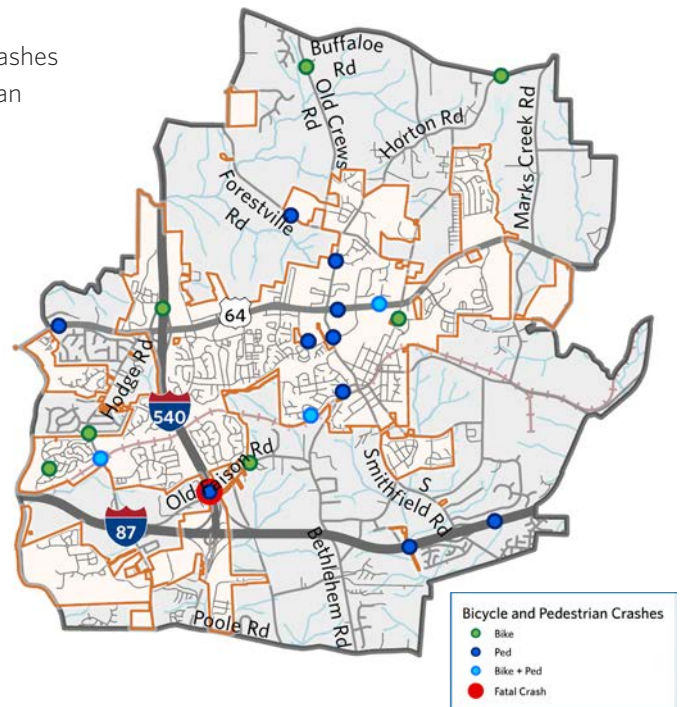 ashes
an
Buffaloe
Rd
Old Crews
Rd
Horton Rd
Marks Creek Rd
Forestville
Rd
64
Hodge Rd
540
Old Faison Rd
S
Smithfield Rd
87
Bethlehem Rd
Poole Rd
Bicycle and Pedestrian Crashes
Bike
Ped
Bike + Ped
Fatal Crash